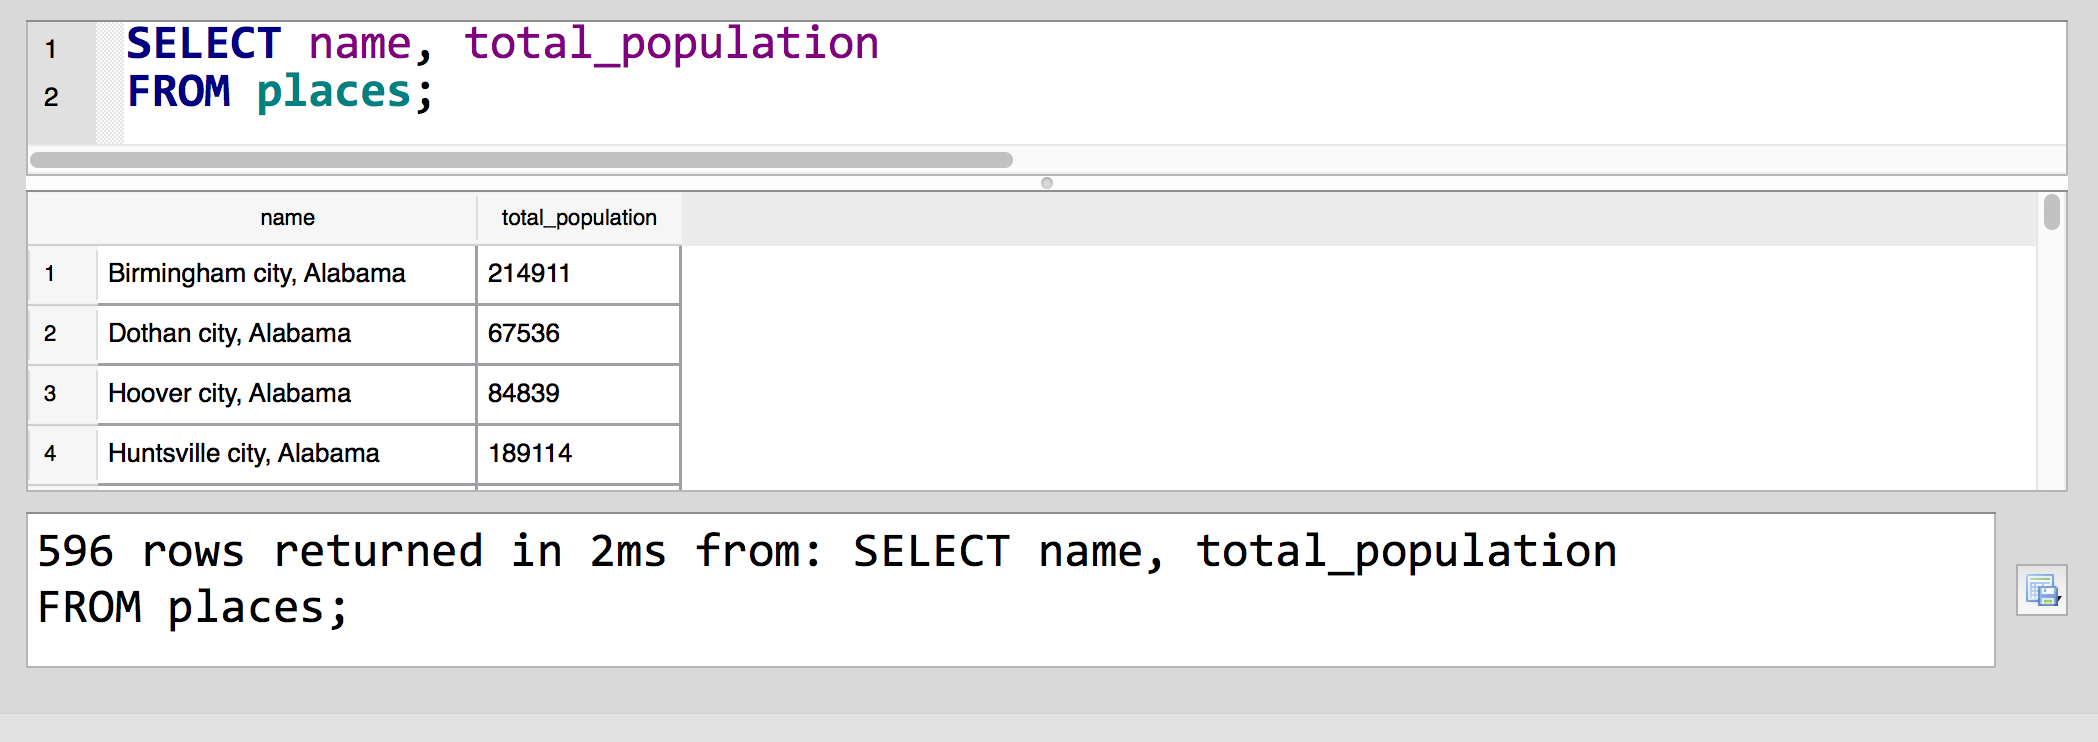 1 SELECT name, total_population
2 FROM places;
name total_population
1 Birmingham city, Alabama 214911
2 Dothan city, Alabama 67536
3 Hoover city, Alabama 84839
4 Huntsville city, Alabama 189114
596 rows returned in 2ms from: SELECT name, total_population
FROM places;